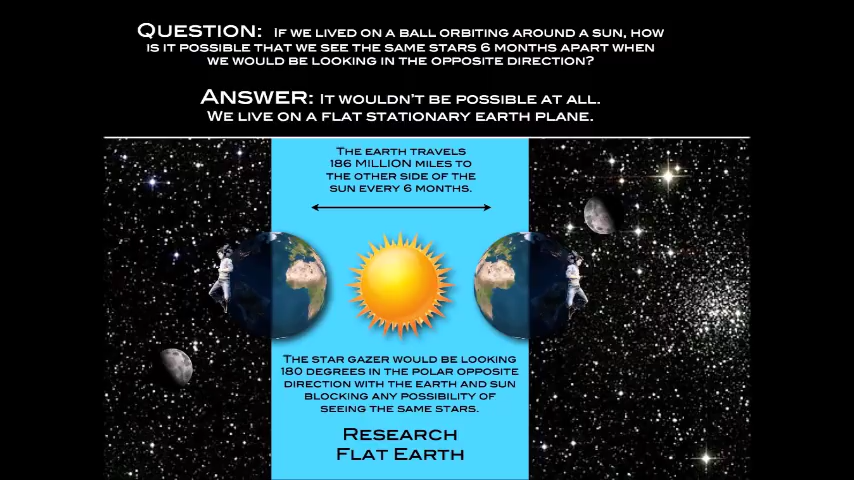 QUESTION: IF WE LIVED ON A BALL ORBITING AROUND A SUN, HOW
IS IT POSSIBLE THAT WE SEE THE SAME STARS 6 MONTHS APART WHEN
WE WOULD BE LOOKING IN THE OPPOSITE DIRECTION?
ANSWER: IT WOULDN'T BE POSSIBLE AT ALL.
WE LIVE ON A FLAT STATIONARY EARTH PLANE.
THE EARTH TRAVELS
186 MILLION MILES TO
THE OTHER SIDE OF THE
SUN EVERY 6 MONTHS.
THE STAR GAZER WOULD BE LOOKING
180 DEGREES IN THE POLAR OPPOSITE
DIRECTION WITH THE EARTH AND SUN
BLOCKING ANY POSSIBILITY OF
SEEING THE SAME STARS.
RESEARCH
FLAT EARTH